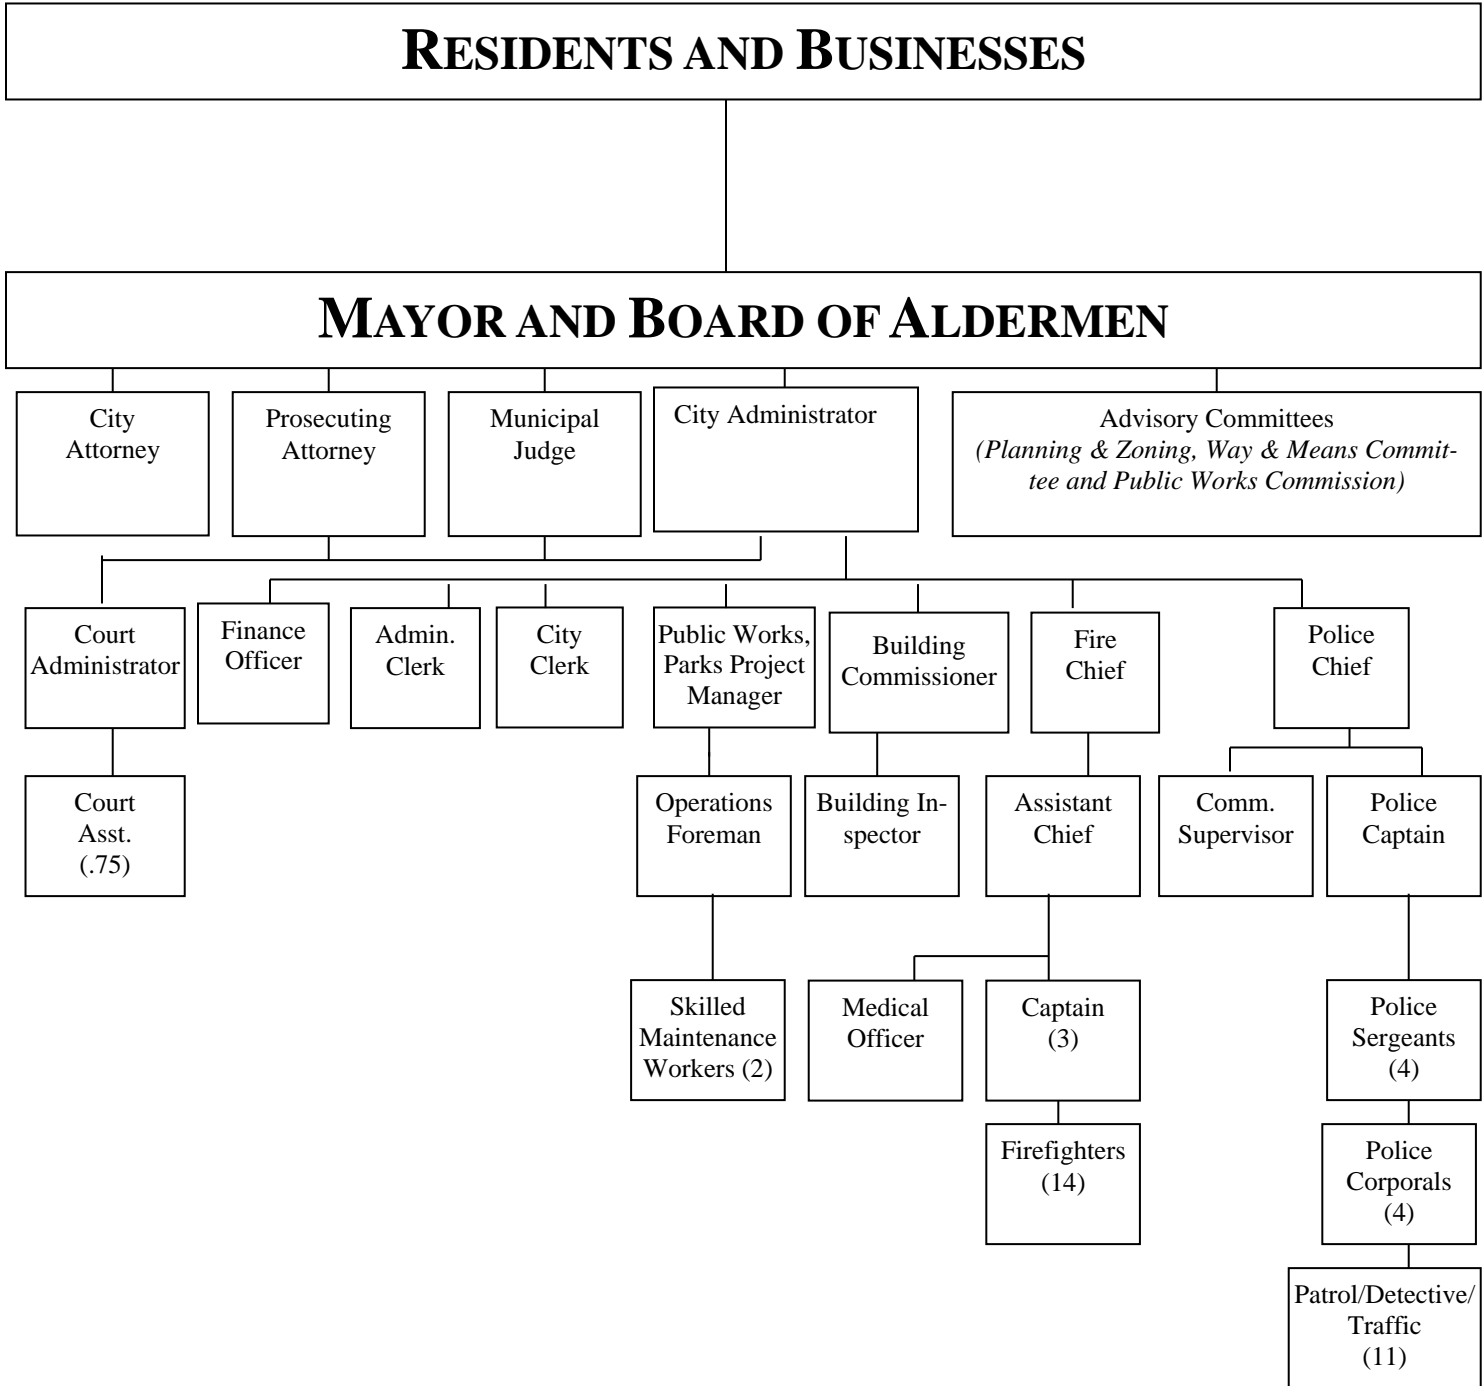 RESIDENTS AND BUSINESSES
MAYOR AND BOARD OF ALDERMEN
City
Attorney
Prosecuting
Attorney
Municipal
Judge
City Administrator
Advisory Committees
(Planning & Zoning, Way & Means Commit-
tee and Public Works Commission)
Court
Administrator
Finance
Officer
Admin.
Clerk
City
Clerk
Public Works,
Parks Project
Manager
Building
Commissioner
Fire
Chief
Police
Chief
Court
Asst.
(.75)
Operations
Foreman
Building In-
spector
Assistant
Chief
Comm.
Supervisor
Police
Captain
Skilled
Maintenance
Workers (2)
Medical
Officer
Captain
(3)
Police
Sergeants
(4)
Firefighters
(14)
Police
Corporals
(4)
Patrol/Detective/
Traffic
(11)